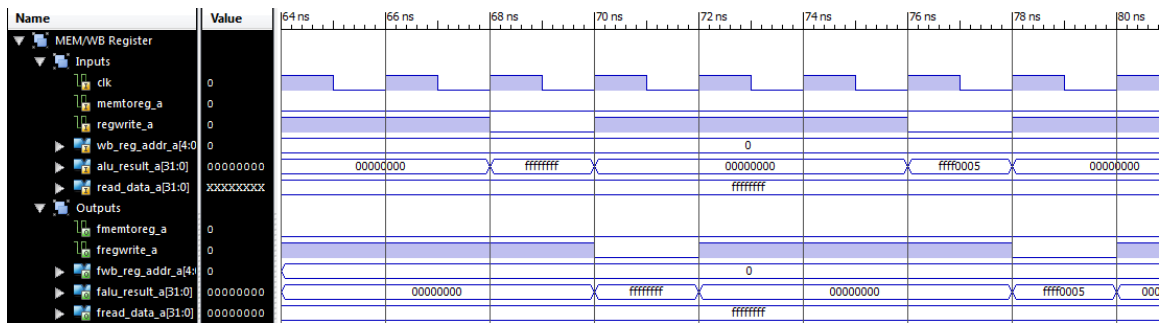 Name Value 64 ns 66 ns 68 ns 70 ns 72 ns 74 ns 76 ns 78 ns 80 ns
MEM/WB Register
Inputs
clk 0
memtoreg_a 0
regwrite_a 0
wb_reg_addr_a[4:0 0 0
alu_result_a[31:0] 00000000 00000000 ffffffff 00000000 ffff0005 00000000
read_data_a[31:0] XXXXXXXX ffffffff
Outputs
fmemtoreg_a 0
fregwrite_a 0
fwb_reg_addr_a[4: 0 0
falu_result_a[31:0] 00000000 00000000 ffffffff 00000000 ffff0005 000
fread_data_a[31:0] 00000000 ffffffff